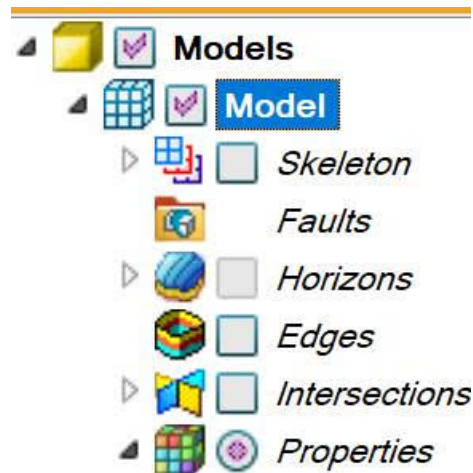 Models
Model
Skeleton
Faults
Horizons
Edges
Intersections
Properties